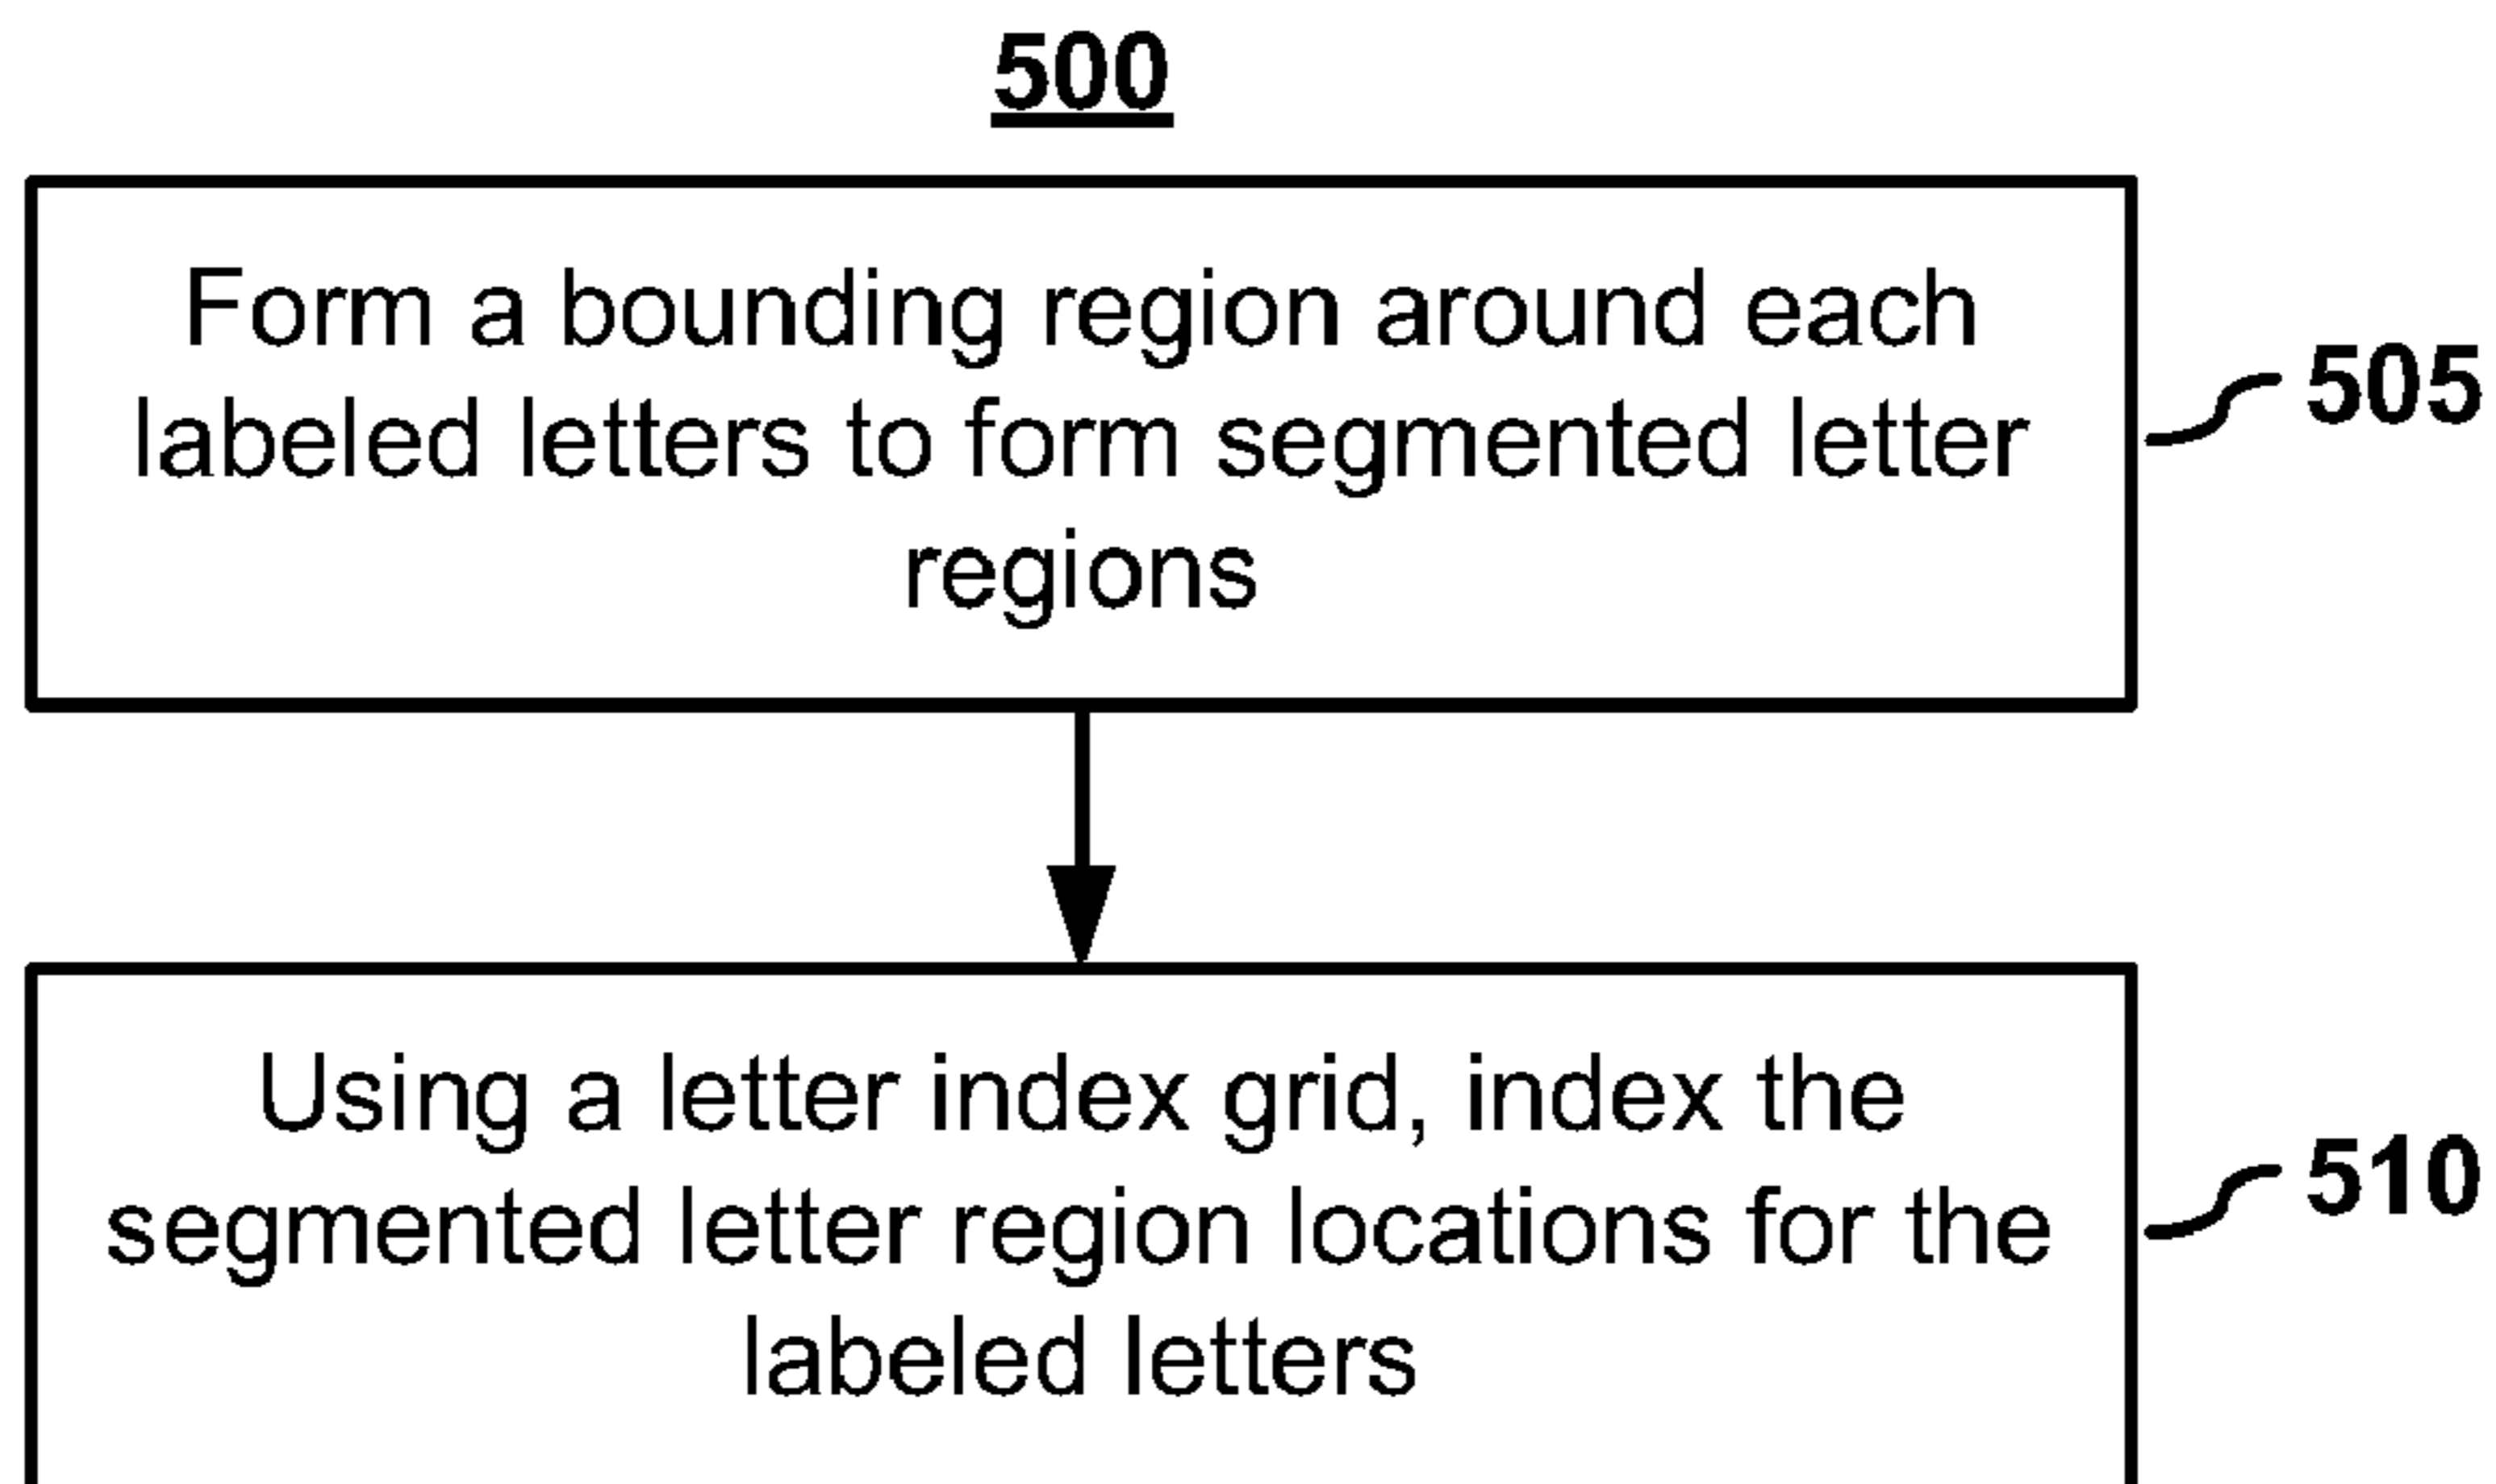 500
Form a bounding region around each
labeled letters to form segmented letter
regions
505
Using a letter index grid, index the
segmented letter region locations for the
labeled letters
510